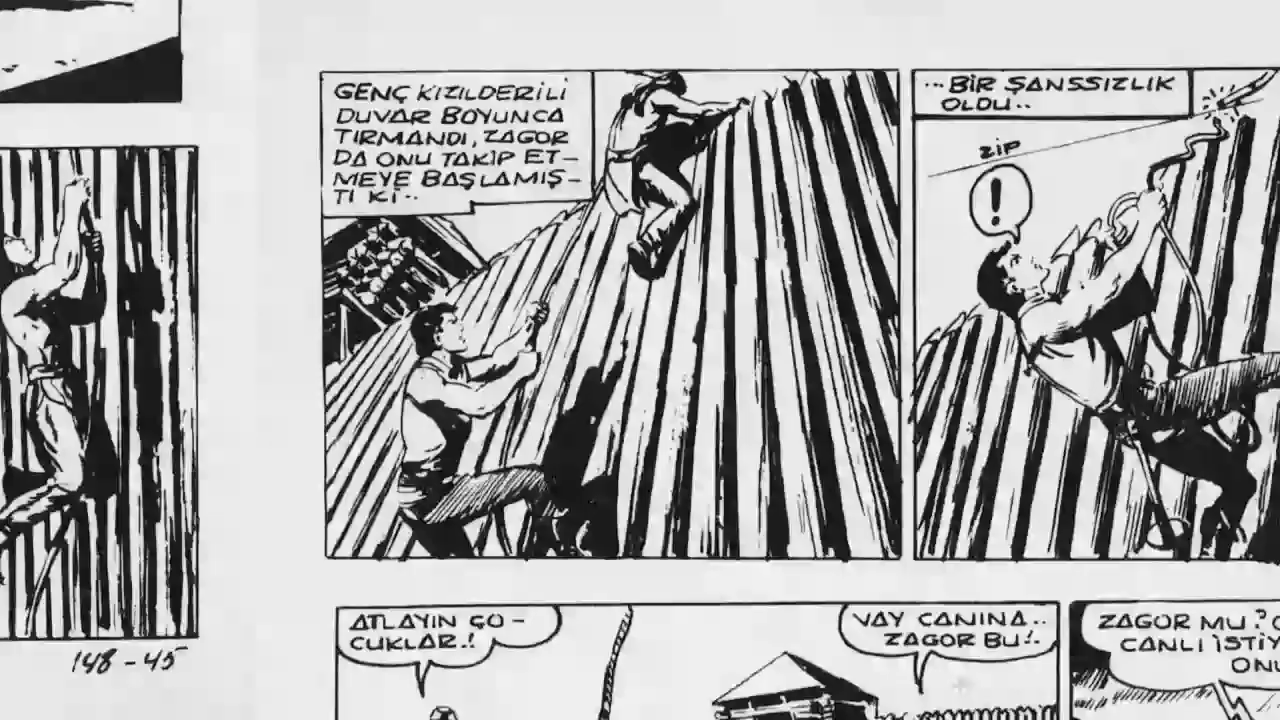 148-45
GENÇ KIZILDERİLİ
DUVAR BOYUNCA
TIRMANDI, ZAGOR
DA ONU TAKİP ET-
MEYE BAŞLAMIŞ-
TI Kİ..
...BİR ŞANSSIZLIK
OLDU..
ZIP
!
ATLAYIN ÇO-
CUKLAR.!
VAY CANINA..
ZAGOR BU!.
ZAGOR MU?
CANLI İSTİY
ONU